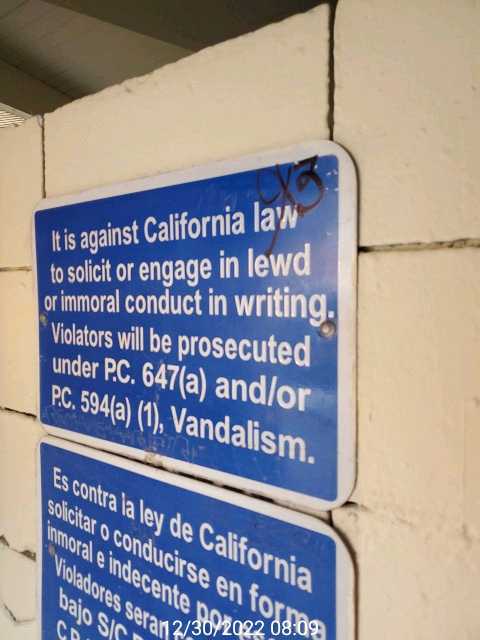 It is against California law
to solicit or engage in lewd
or immoral conduct in writing.
Violators will be prosecuted
under P.C. 647(a) and/or
P.C. 594(a) (1), Vandalism.
Es contra la ley de California
solicitar o conducirse en forma
inmoral e indecente por
Violadores seran
bajo S/C
12/30/2022 08:09